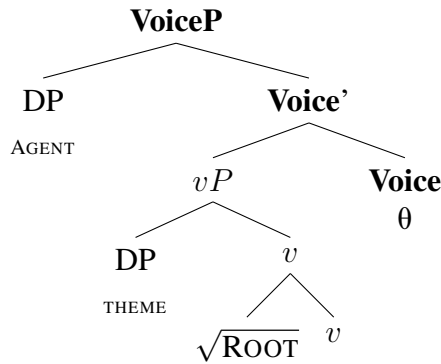 VoiceP
DP Voice’
AGENT
vP Voice
θ
DP v
THEME
√ROOT v